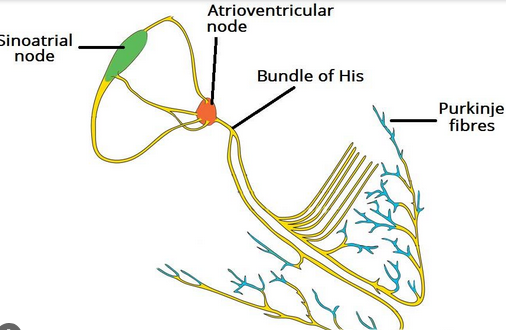 Sinoatrial
node
Atrioventricular
node
Bundle of His
Purkinje
fibres